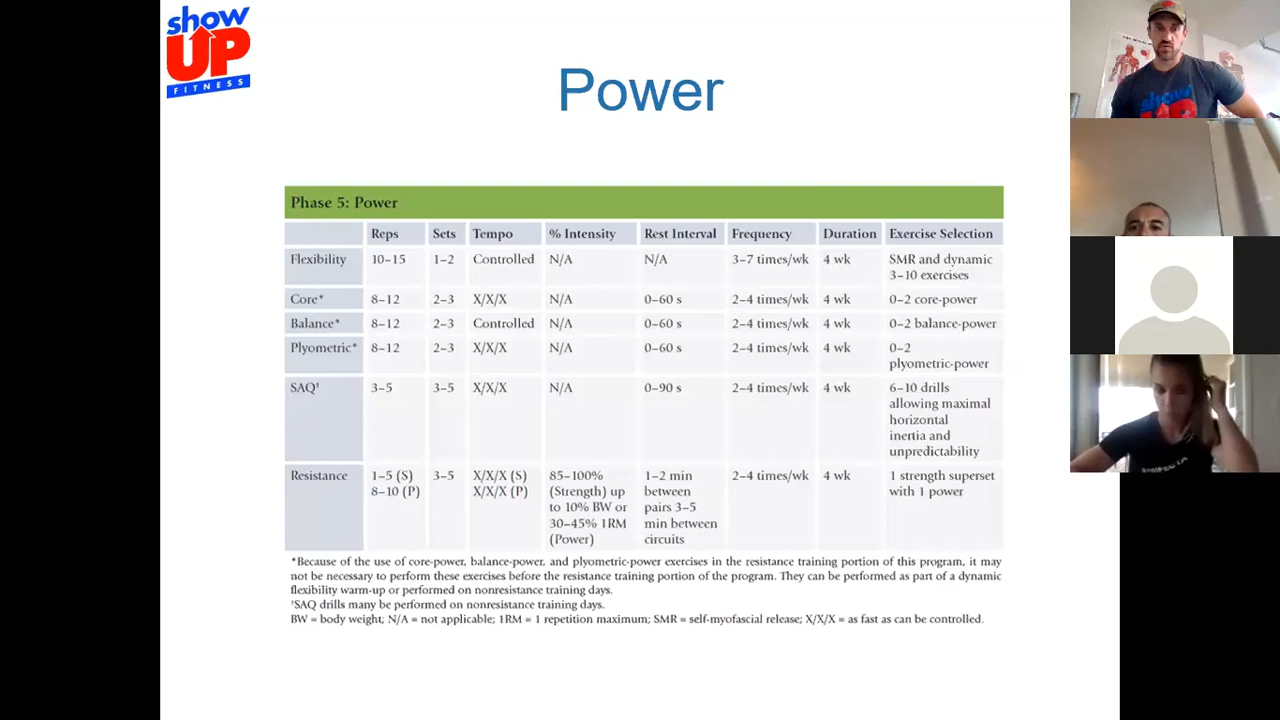 show
UP
FITNESS
Power
Phase 5: Power
Reps Sets Tempo % Intensity Rest Interval Frequency Duration Exercise Selection
Flexibility 10–15 1–2 Controlled N/A N/A 3–7 times/wk 4 wk SMR and dynamic
3–10 exercises
Core* 8–12 2–3 X/X/X N/A 0–60 s 2–4 times/wk 4 wk 0–2 core-power
Balance* 8–12 2–3 Controlled N/A 0–60 s 2–4 times/wk 4 wk 0–2 balance-power
Plyometric* 8–12 2–3 X/X/X N/A 0–60 s 2–4 times/wk 4 wk 0–2
plyometric-power
SAQ† 3–5 3–5 X/X/X N/A 0–90 s 2–4 times/wk 4 wk 6–10 drills
allowing maximal
horizontal
inertia and
unpredictability
Resistance 1–5 (S) 3–5 X/X/X (S) 85–100% 1–2 min 2–4 times/wk 4 wk 1 strength superset
8–10 (P) X/X/X (P) (Strength) up between with 1 power
to 10% BW or pairs 3–5
30–45% 1RM min between
(Power) circuits
*Because of the use of core-power, balance-power, and plyometric-power exercises in the resistance training portion of this program, it may
not be necessary to perform these exercises before the resistance training portion of the program. They can be performed as part of a dynamic
flexibility warm-up or performed on nonresistance training days.
†SAQ drills many be performed on nonresistance training days.
BW = body weight; N/A = not applicable; 1RM = 1 repetition maximum; SMR = self-myofascial release; X/X/X = as fast as can be controlled.
show
UP